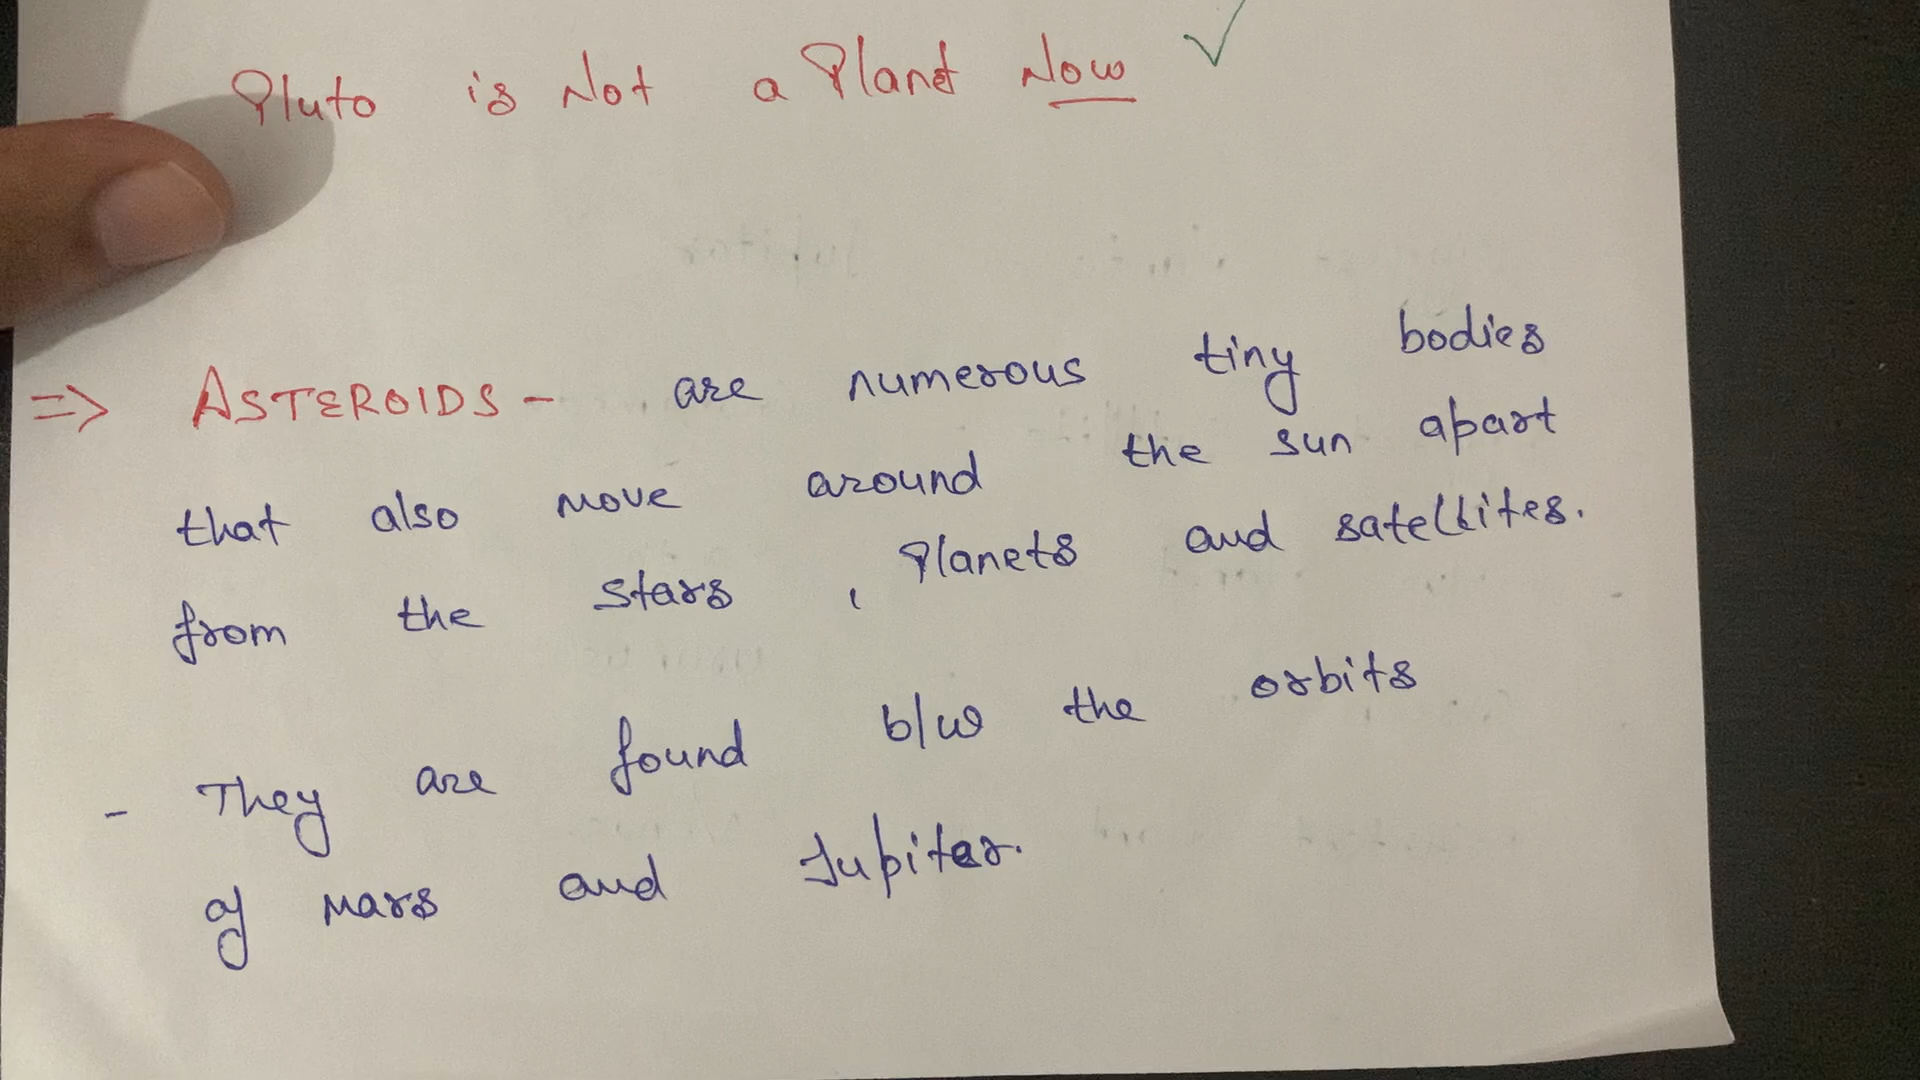 - Pluto is Not a Planet Now ✓
=> ASTEROIDS - are numerous tiny bodies
that also move around the sun apart
from the stars, Planets and satellites.
- They are found b/w the orbits
of Mars and Jupiter.